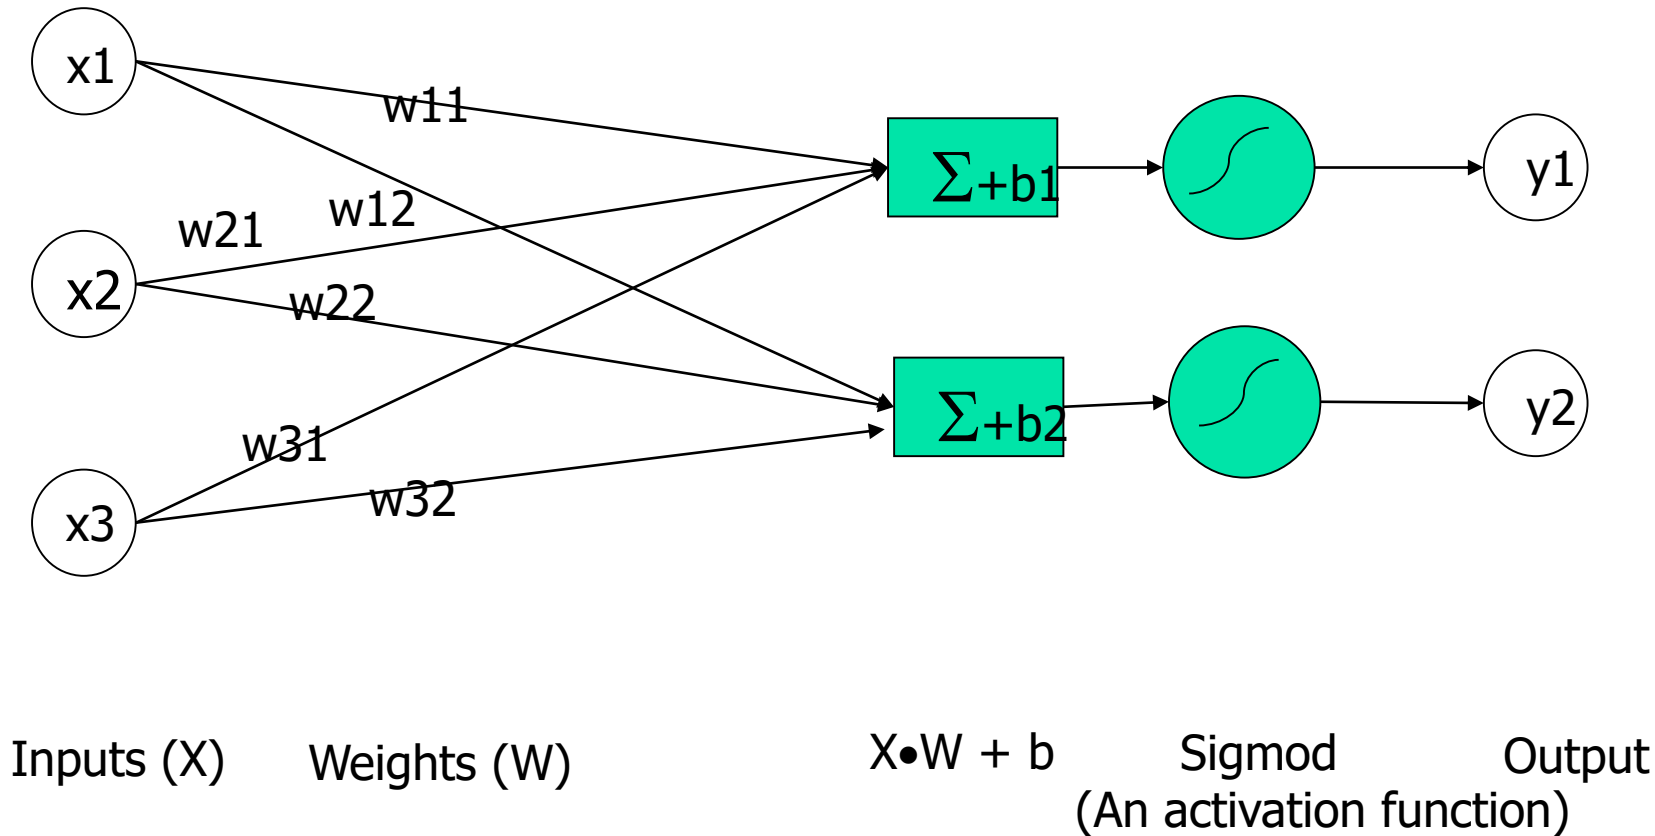 x1
w11
Σ+b1
y1
w12
w21
x2
w22
Σ+b2
y2
w31
w32
x3
Inputs (X)
Weights (W)
X•W + b
Sigmod
(An activation function)
Output